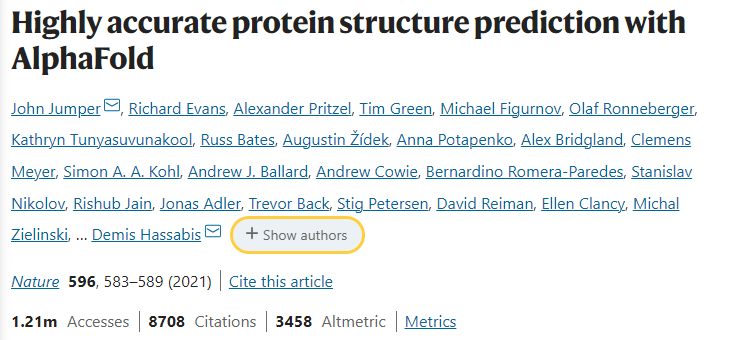 Highly accurate protein structure prediction with
AlphaFold
John Jumper, Richard Evans, Alexander Pritzel, Tim Green, Michael Figurnov, Olaf Ronneberger,
Kathryn Tunyasuvunakool, Russ Bates, Augustin Žídek, Anna Potapenko, Alex Bridgland, Clemens
Meyer, Simon A. A. Kohl, Andrew J. Ballard, Andrew Cowie, Bernardino Romera-Paredes, Stanislav
Nikolov, Rishub Jain, Jonas Adler, Trevor Back, Stig Petersen, David Reiman, Ellen Clancy, Michal
Zielinski, ... Demis Hassabis + Show authors
Nature 596, 583–589 (2021) | Cite this article
1.21m Accesses | 8708 Citations | 3458 Altmetric | Metrics